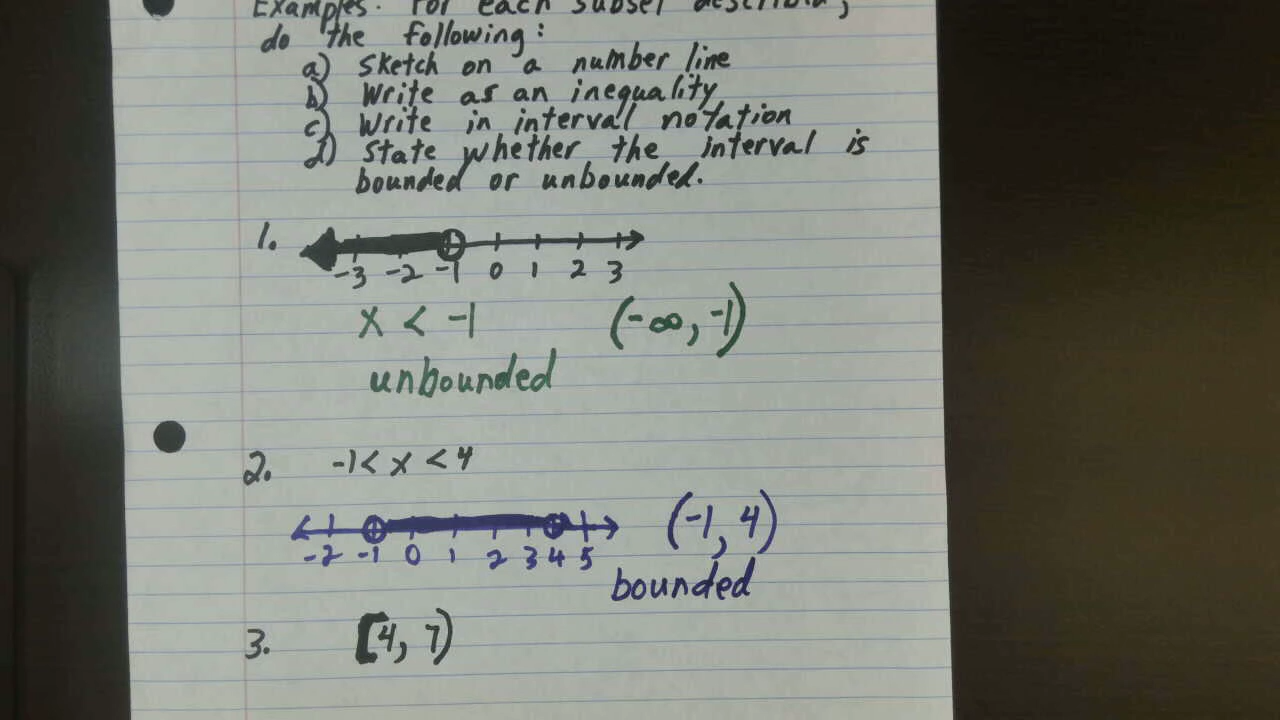 Examples: For each subset described,
do the following:
a) Sketch on a number line
b) Write as an inequality
c) Write in interval notation
d) State whether the interval is
bounded or unbounded.
1.
-3 -2 -1 0 1 2 3
x < -1 (-∞, -1)
unbounded
2. -1 < x < 4
(-1, 4)
-2 -1 0 1 2 3 4 5
bounded
3. [4, 7)